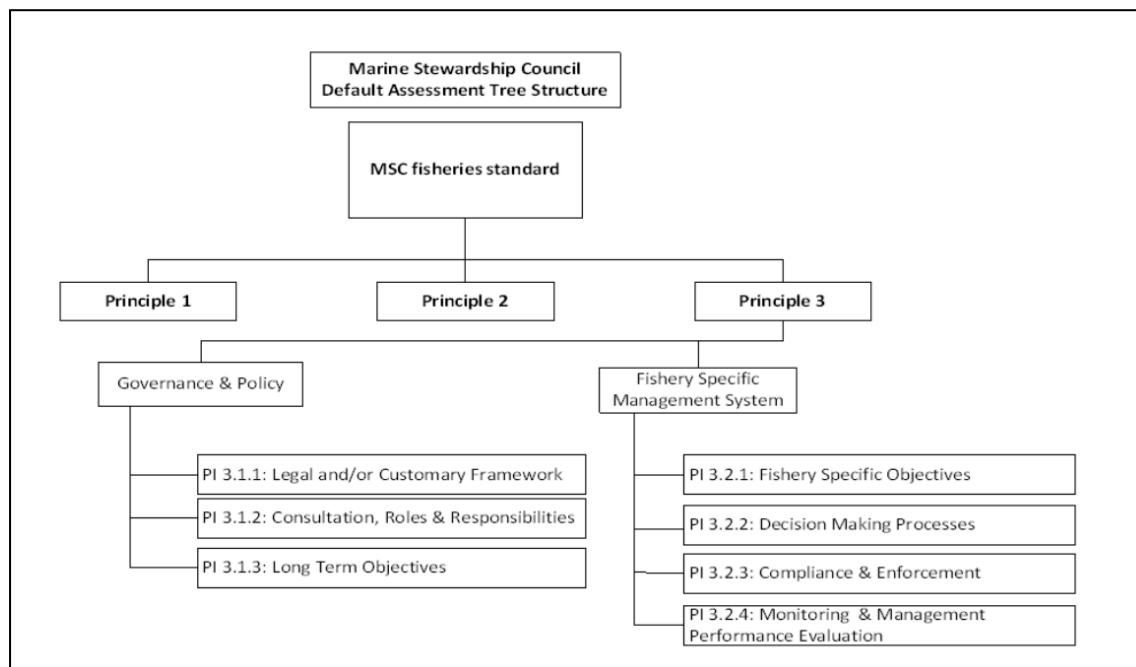 Marine Stewardship Council
Default Assessment Tree Structure
MSC fisheries standard
Principle 1
Principle 2
Principle 3
Governance & Policy
Fishery Specific
Management System
PI 3.1.1: Legal and/or Customary Framework
PI 3.1.2: Consultation, Roles & Responsibilities
PI 3.1.3: Long Term Objectives
PI 3.2.1: Fishery Specific Objectives
PI 3.2.2: Decision Making Processes
PI 3.2.3: Compliance & Enforcement
PI 3.2.4: Monitoring & Management
Performance Evaluation